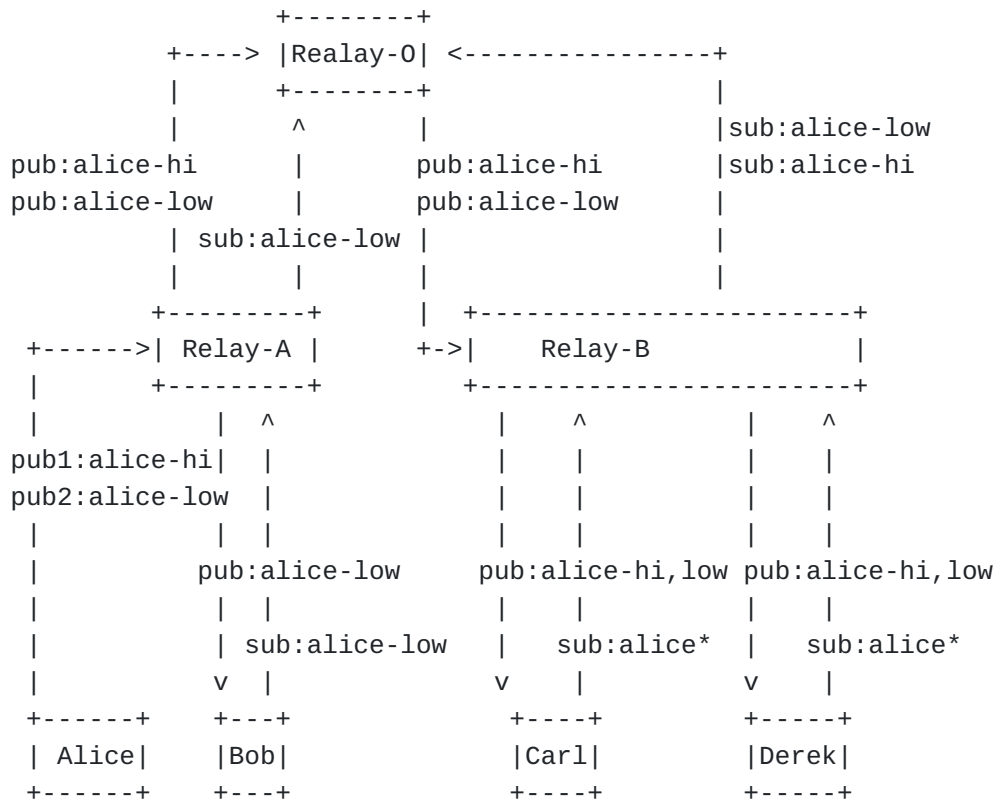 Realay-O
sub:alice-low
pub:alice-hi pub:alice-hi sub:alice-hi
pub:alice-low pub:alice-low
sub:alice-low
Relay-A Relay-B
pub1:alice-hi
pub2:alice-low
pub:alice-low pub:alice-hi,low pub:alice-hi,low
sub:alice-low sub:alice* sub:alice*
Alice Bob Carl Derek